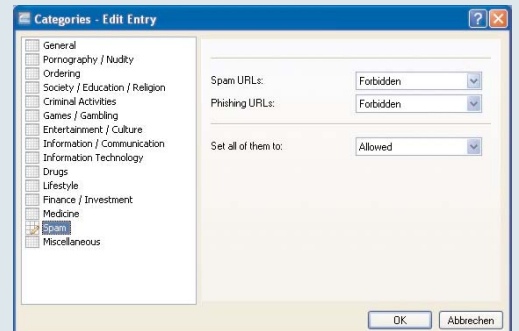 Categories - Edit Entry
General
Pornography / Nudity
Ordering
Society / Education / Religion
Criminal Activities
Games / Gambling
Entertainment / Culture
Information / Communication
Information Technology
Drugs
Lifestyle
Finance / Investment
Medicine
Spam
Miscellaneous
Spam URLs: Forbidden
Phishing URLs: Forbidden
Set all of them to: Allowed
OK Abbrechen